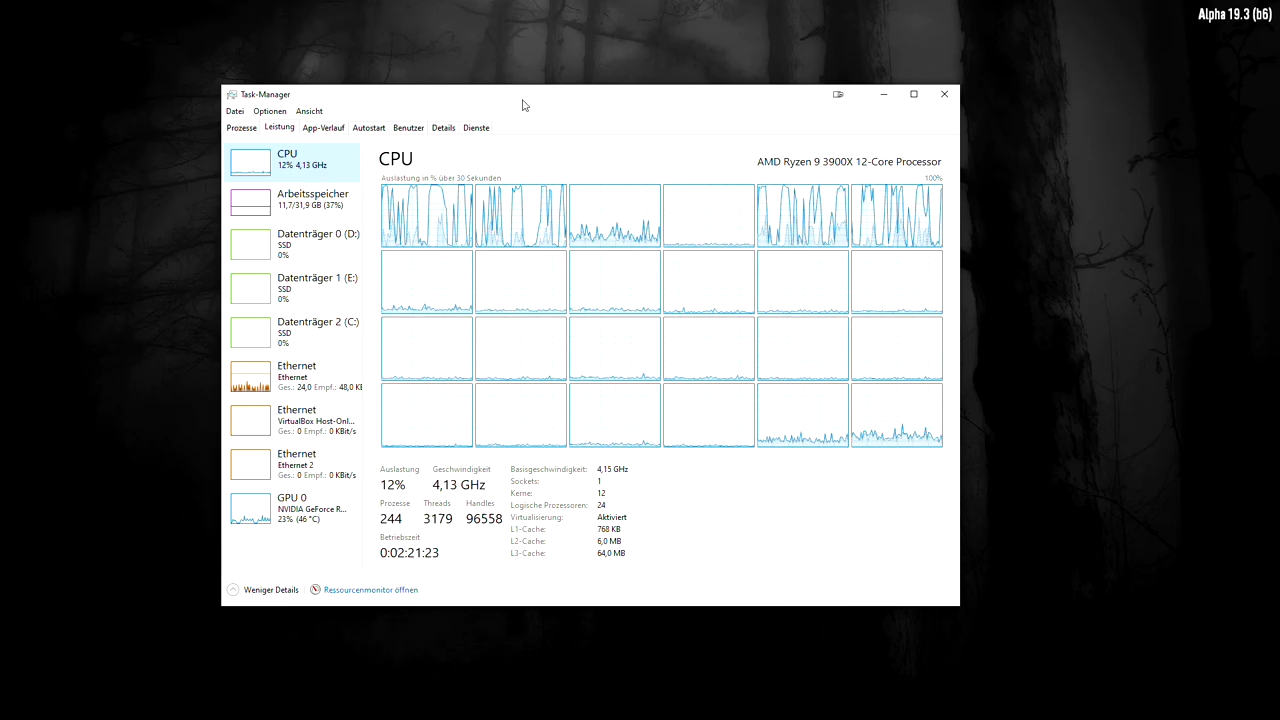 Alpha 19.3 (b6)
Task-Manager
Datei Optionen Ansicht
Prozesse Leistung App-Verlauf Autostart Benutzer Details Dienste
CPU
12% 4,13 GHz
Arbeitsspeicher
11,7/31,9 GB (37%)
Datenträger 0 (D:)
SSD
0%
Datenträger 1 (E:)
SSD
0%
Datenträger 2 (C:)
SSD
0%
Ethernet
Ethernet
Ges.: 24,0 Empf.: 48,0 KE
Ethernet
VirtualBox Host-Onl...
Ges.: 0 Empf.: 0 KBit/s
Ethernet
Ethernet 2
Ges.: 0 Empf.: 0 KBit/s
GPU 0
NVIDIA GeForce R...
23% (46 °C)
CPU AMD Ryzen 9 3900X 12-Core Processor
Auslastung in % über 30 Sekunden 100%
Auslastung Geschwindigkeit
12% 4,13 GHz
Prozesse Threads Handles
244 3179 96558
Betriebszeit
0:02:21:23
Basisgeschwindigkeit: 4,15 GHz
Sockets: 1
Kerne: 12
Logische Prozessoren: 24
Virtualisierung: Aktiviert
L1-Cache: 768 KB
L2-Cache: 6,0 MB
L3-Cache: 64,0 MB
Weniger Details Ressourcenmonitor öffnen